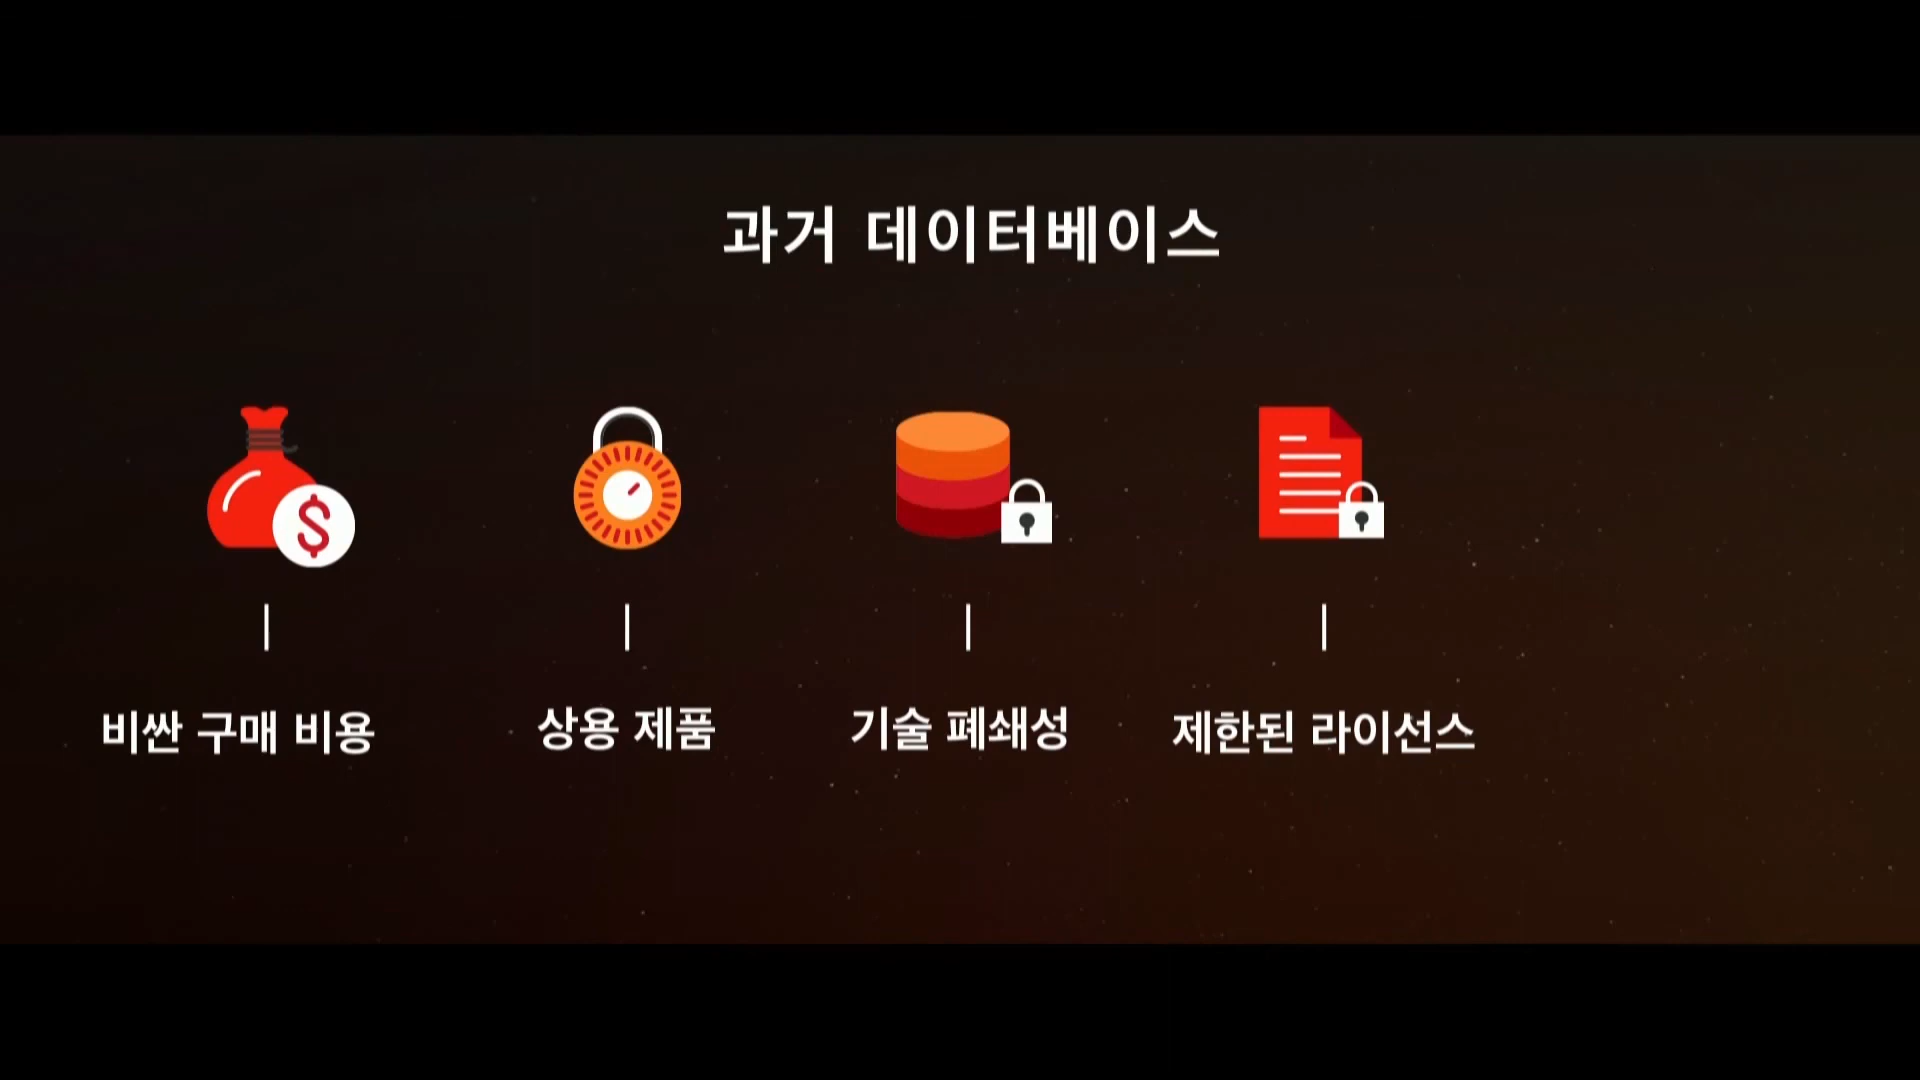 과거 데이터베이스
비싼 구매 비용
상용 제품
기술 폐쇄성
제한된 라이선스